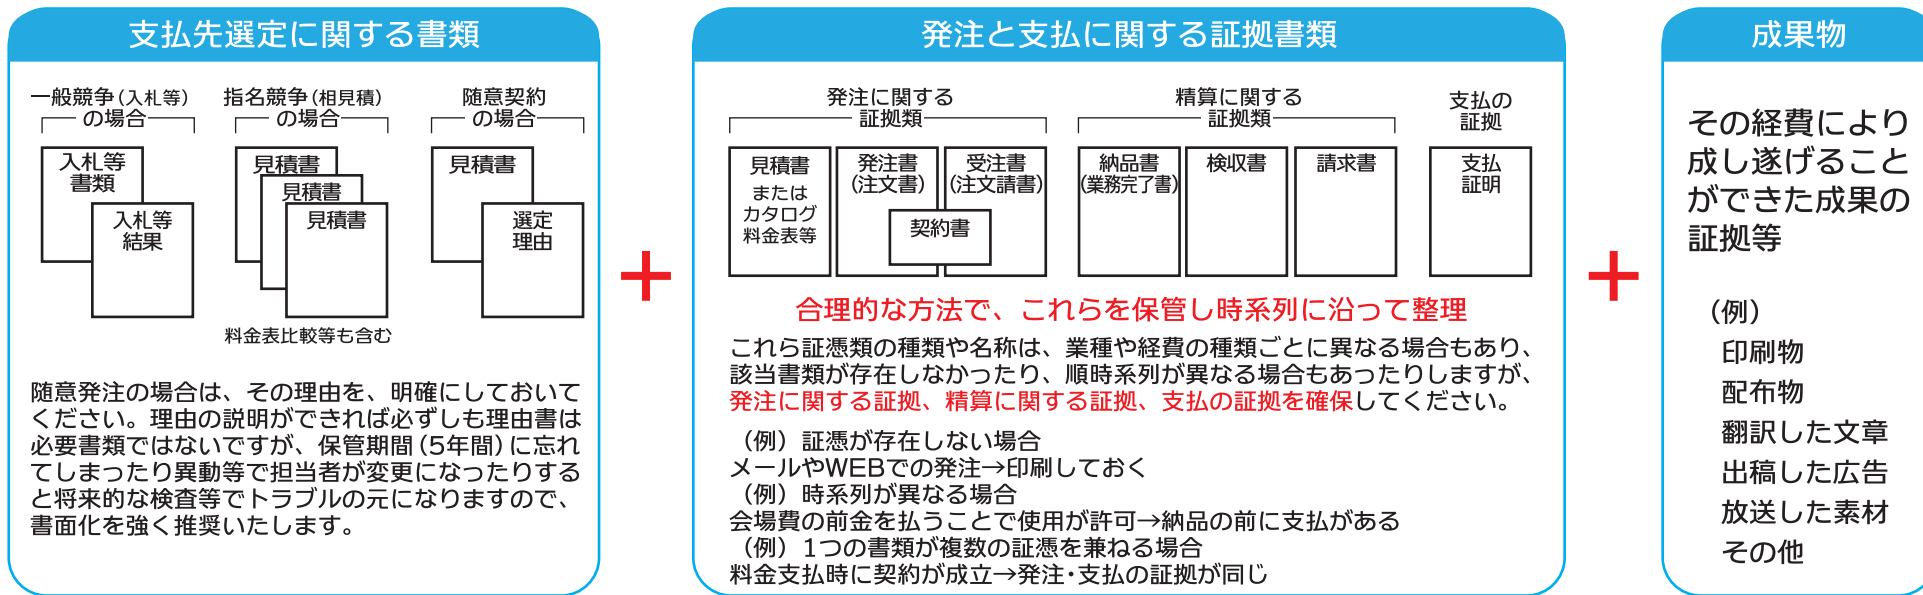 支払先選定に関する書類
一般競争(入札等)
の場合
入札等
書類
入札等
結果
指名競争(相見積)
の場合
見積書
見積書
見積書
料金表比較等も含む
随意契約
の場合
見積書
選定
理由
随意発注の場合は、その理由を、明確にしておいて
ください。理由の説明ができれば必ずしも理由書は
必要書類ではないですが、保管期間(5年間)に忘れ
てしまったり異動等で担当者が変更になったりする
と将来的な検査等でトラブルの元になりますので、
書面化を強く推奨いたします。
+
発注と支払に関する証拠書類
発注に関する
証拠類
見積書
または
カタログ
料金表等
発注書
(注文書)
受注書
(注文請書)
契約書
精算に関する
証拠類
納品書
(業務完了書)
検収書
請求書
支払の
証拠
支払
証明
合理的な方法で、これらを保管し時系列に沿って整理
これら証憑類の種類や名称は、業種や経費の種類ごとに異なる場合もあり、
該当書類が存在しなかったり、順時系列が異なる場合もあったりしますが、
発注に関する証拠、精算に関する証拠、支払の証拠を確保してください。
(例)証憑が存在しない場合
メールやWEBでの発注→印刷しておく
(例)時系列が異なる場合
会場費の前金を払うことで使用が許可→納品の前に支払がある
(例)1つの書類が複数の証憑を兼ねる場合
料金支払時に契約が成立→発注・支払の証拠が同じ
+
成果物
その経費により
成し遂げること
ができた成果の
証拠等
(例)
印刷物
配布物
翻訳した文章
出稿した広告
放送した素材
その他